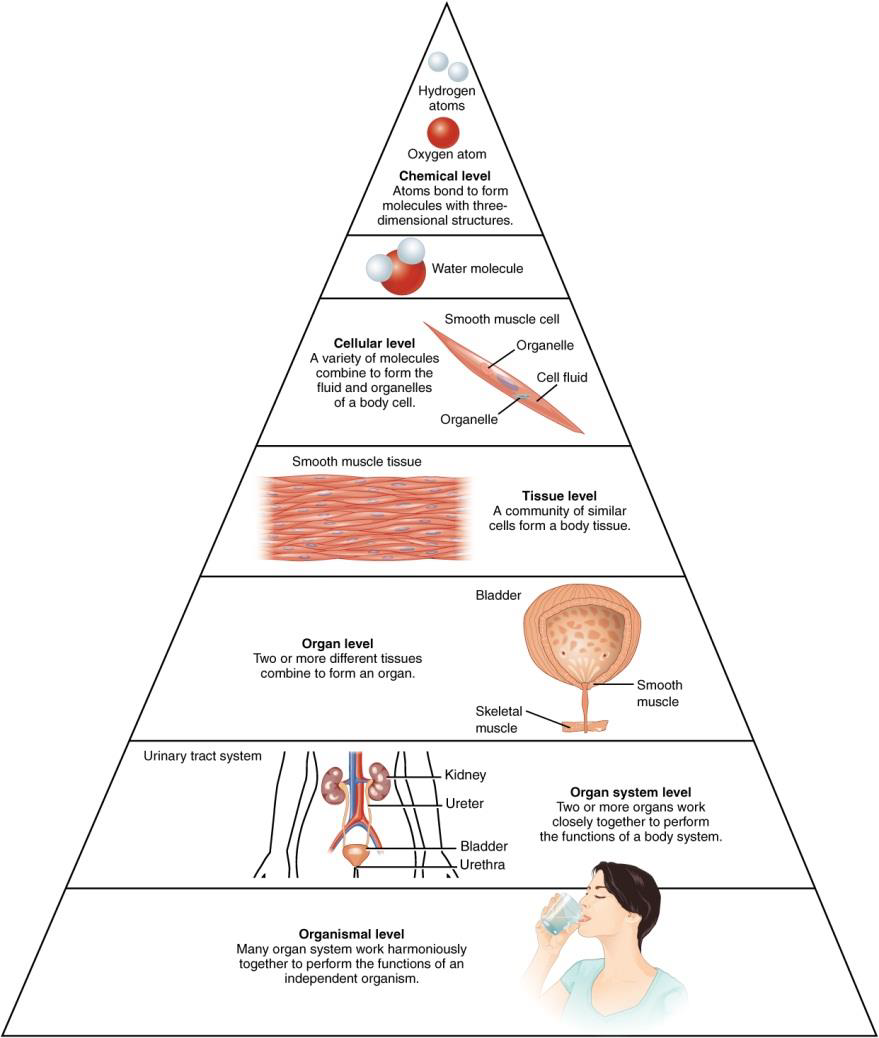 Hydrogen
atoms
Oxygen atom
Chemical level
Atoms bond to form
molecules with three-
dimensional structures.
Water molecule
Smooth muscle cell
Cellular level
A variety of molecules
combine to form the
fluid and organelles
of a body cell.
Organelle
Cell fluid
Organelle
Smooth muscle tissue
Tissue level
A community of similar
cells form a body tissue.
Bladder
Organ level
Two or more different tissues
combine to form an organ.
Smooth
muscle
Skeletal
muscle
Urinary tract system
Kidney
Ureter
Bladder
Urethra
Organ system level
Two or more organs work
closely together to perform
the functions of a body system.
Organismal level
Many organ system work harmoniously
together to perform the functions of an
independent organism.